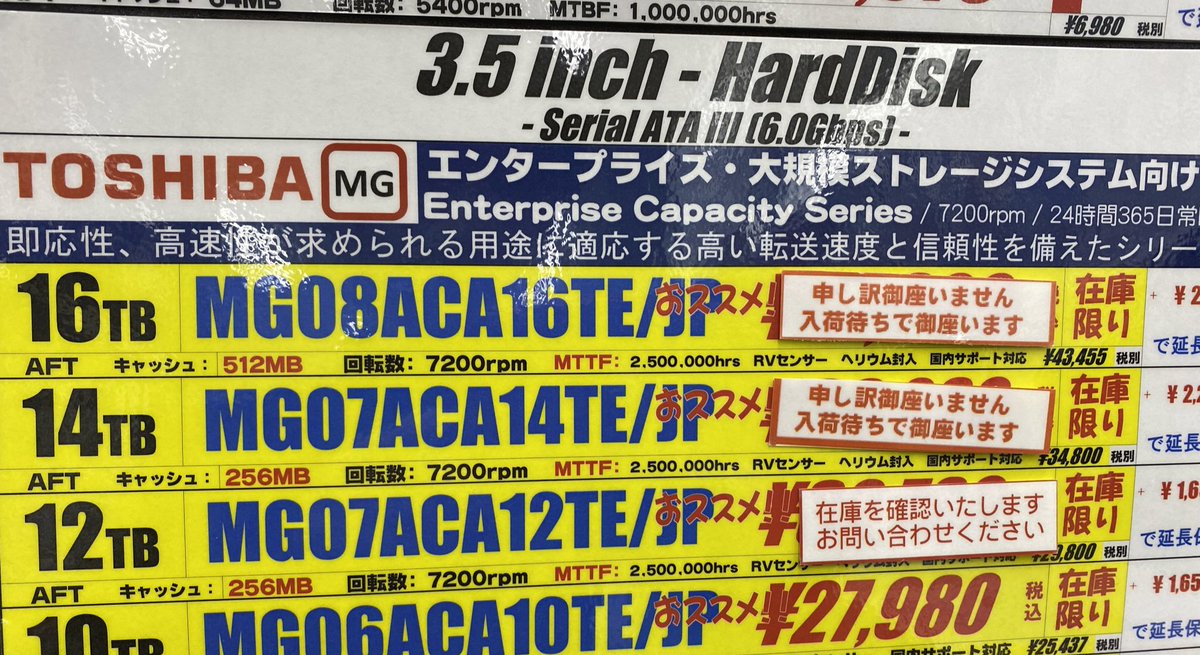 キャッシュ: 64MB 回転数: 5400rpm MTBF: 1,000,000hrs ¥6,980 税別
3.5 inch - HardDisk
- Serial ATA III (6.0Gbps) -
TOSHIBA MG エンタープライズ・大規模ストレージシステム向け
Enterprise Capacity Series / 7200rpm / 24時間365日常
即応性、高速性が求められる用途に適応する高い転送速度と信頼性を備えたシリー
16TB MG08ACA16TE/JP おススメ 申し訳御座いません 在庫
入荷待ちで御座います 限り
AFT キャッシュ: 512MB 回転数: 7200rpm MTTF: 2,500,000hrs RVセンサー ヘリウム封入 国内サポート対応 ¥43,455 税別 で延長
14TB MG07ACA14TE/JP おススメ 申し訳御座いません 在庫
入荷待ちで御座います 限り
AFT キャッシュ: 256MB 回転数: 7200rpm MTTF: 2,500,000hrs RVセンサー ヘリウム封入 国内サポート対応 ¥34,800 税別 で延長
12TB MG07ACA12TE/JP おススメ 在庫を確認いたします 在庫
お問い合わせください 限り
AFT キャッシュ: 256MB 回転数: 7200rpm MTTF: 2,500,000hrs RVセンサー 税別 で延長保
10TB MG06ACA10TE/JP おススメ ¥27,980 税込 在庫限り + ¥1,65
国内サポート対応 ¥25,437 税別 で延長保